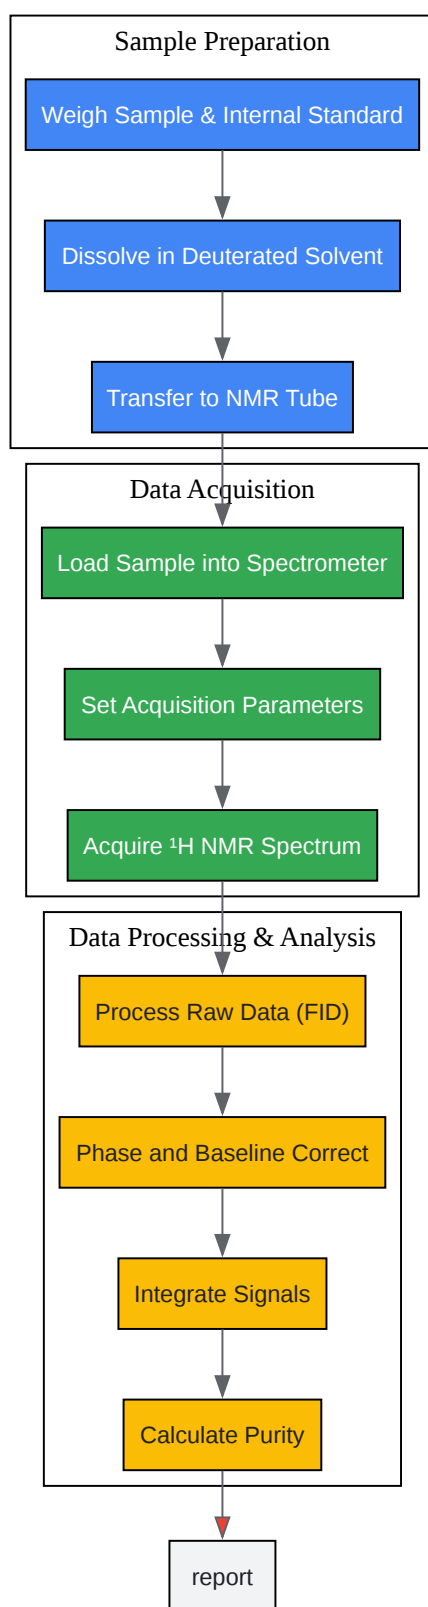 Sample Preparation
Weigh Sample & Internal Standard
Dissolve in Deuterated Solvent
Transfer to NMR Tube
Data Acquisition
Load Sample into Spectrometer
Set Acquisition Parameters
Acquire ¹H NMR Spectrum
Data Processing & Analysis
Process Raw Data (FID)
Phase and Baseline Correct
Integrate Signals
Calculate Purity
report